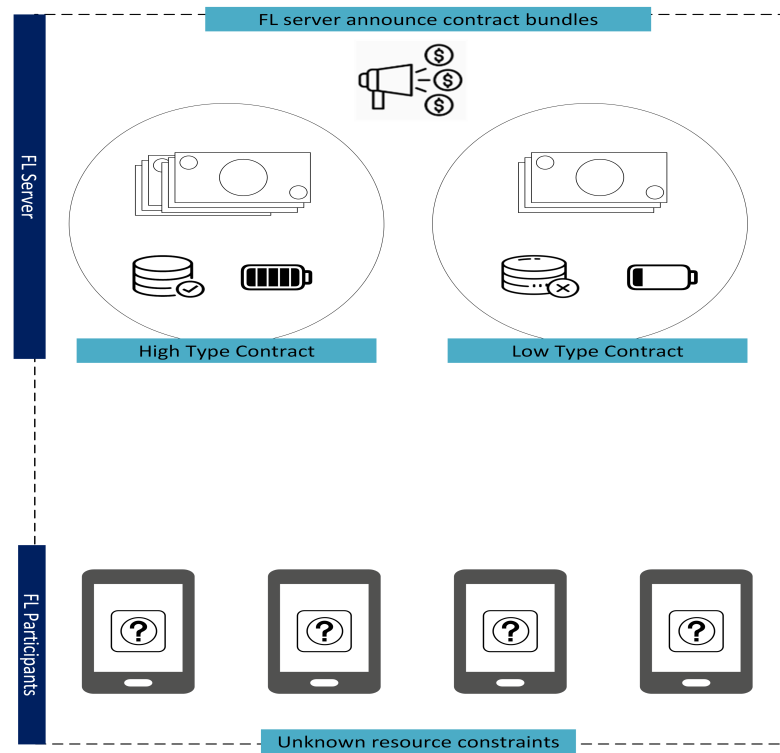 FL server announce contract bundles
$
$
$
FL Server
High Type Contract
Low Type Contract
FL Participants
?
?
?
?
Unknown resource constraints